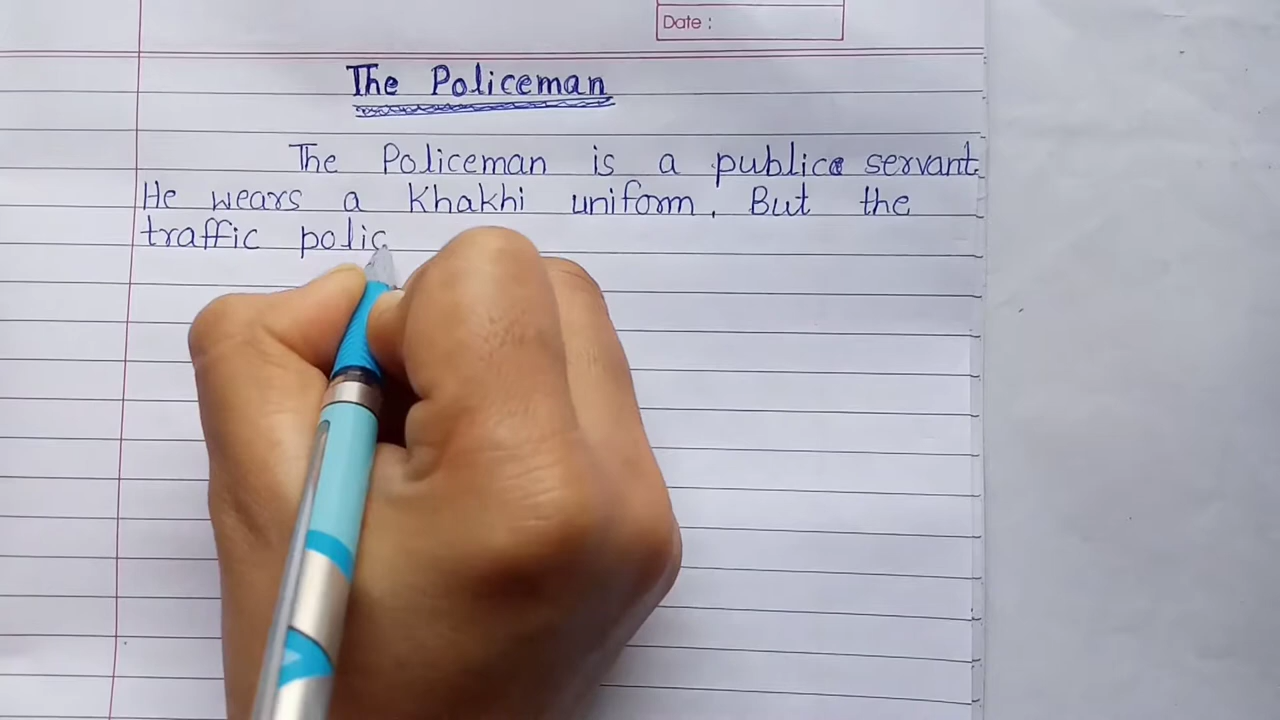 Date :
The Policeman
The Policeman is a publice servant.
He wears a Khakhi uniform. But the
traffic polic